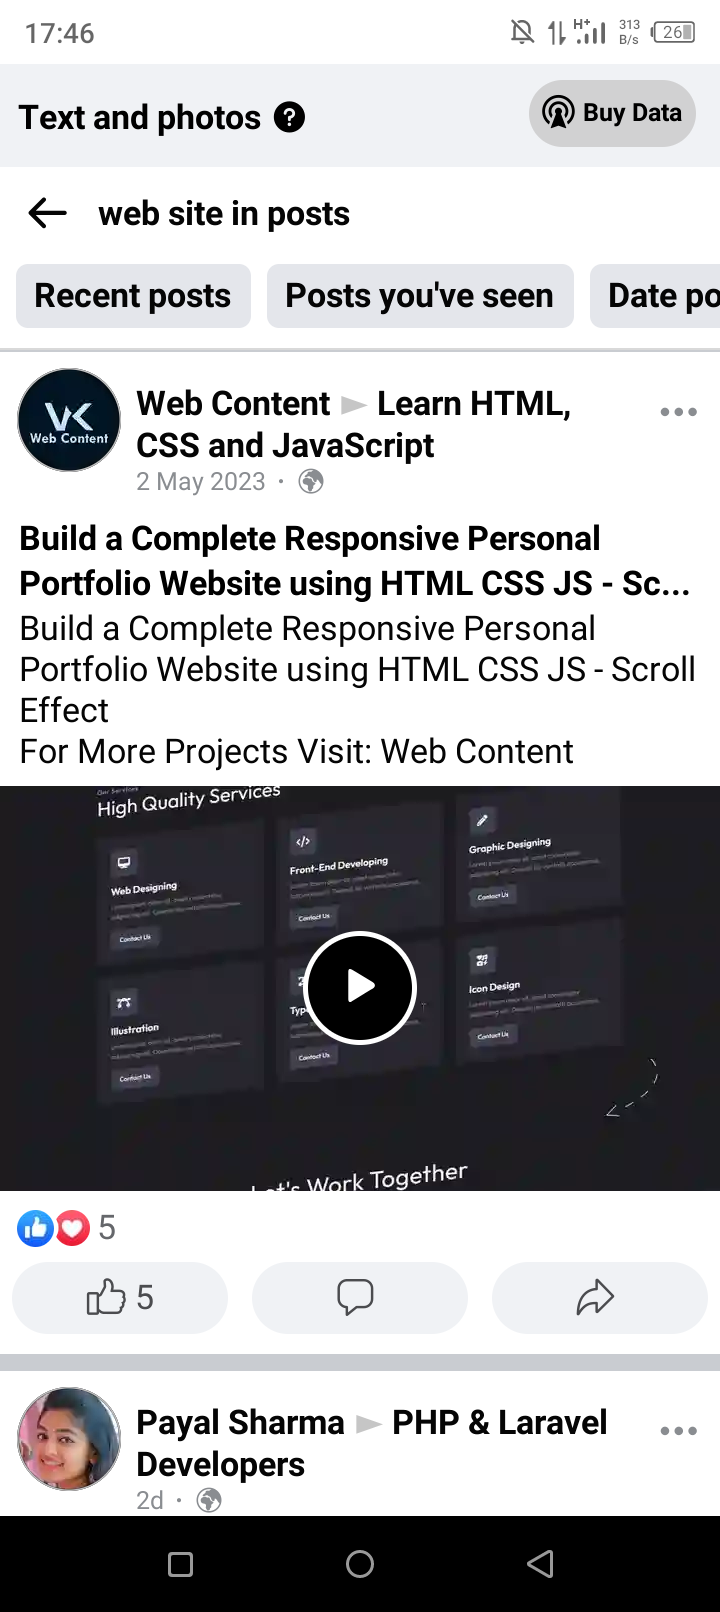 17:46
H+
313
B/s
26
Text and photos ?
Buy Data
web site in posts
Recent posts
Posts you've seen
Date po
VK
Web Content
Web Content ► Learn HTML,
CSS and JavaScript
2 May 2023 ·
Build a Complete Responsive Personal
Portfolio Website using HTML CSS JS - Sc...
Build a Complete Responsive Personal
Portfolio Website using HTML CSS JS - Scroll
Effect
For More Projects Visit: Web Content
Our Services
High Quality Services
Web Designing
Contact Us
</>
Front-End Developing
Contact Us
Graphic Designing
Contact Us
Illustration
Contact Us
Typ
Contact Us
Icon Design
Contact Us
Let's Work Together
5
5
Payal Sharma ► PHP & Laravel
Developers
2d ·